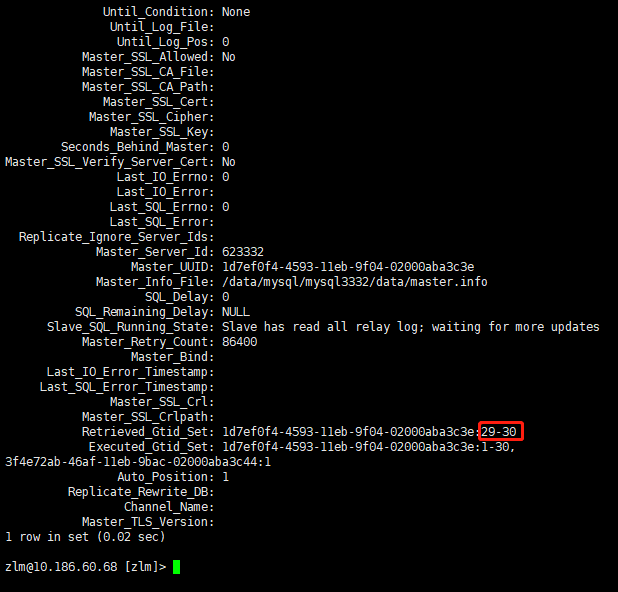 Until_Condition: None
Until_Log_File:
Until_Log_Pos: 0
Master_SSL_Allowed: No
Master_SSL_CA_File:
Master_SSL_CA_Path:
Master_SSL_Cert:
Master_SSL_Cipher:
Master_SSL_Key:
Seconds_Behind_Master: 0
Master_SSL_Verify_Server_Cert: No
Last_IO_Errno: 0
Last_IO_Error:
Last_SQL_Errno: 0
Last_SQL_Error:
Replicate_Ignore_Server_Ids:
Master_Server_Id: 623332
Master_UUID: 1d7ef0f4-4593-11eb-9f04-02000aba3c3e
Master_Info_File: /data/mysql/mysql3332/data/master.info
SQL_Delay: 0
SQL_Remaining_Delay: NULL
Slave_SQL_Running_State: Slave has read all relay log; waiting for more updates
Master_Retry_Count: 86400
Master_Bind:
Last_IO_Error_Timestamp:
Last_SQL_Error_Timestamp:
Master_SSL_Crl:
Master_SSL_Crlpath:
Retrieved_Gtid_Set: 1d7ef0f4-4593-11eb-9f04-02000aba3c3e:29-30
Executed_Gtid_Set: 1d7ef0f4-4593-11eb-9f04-02000aba3c3e:1-30,
3f4e72ab-46af-11eb-9bac-02000aba3c44:1
Auto_Position: 1
Replicate_Rewrite_DB:
Channel_Name:
Master_TLS_Version:
1 row in set (0.02 sec)
zlm@10.186.60.68 [zlm]>